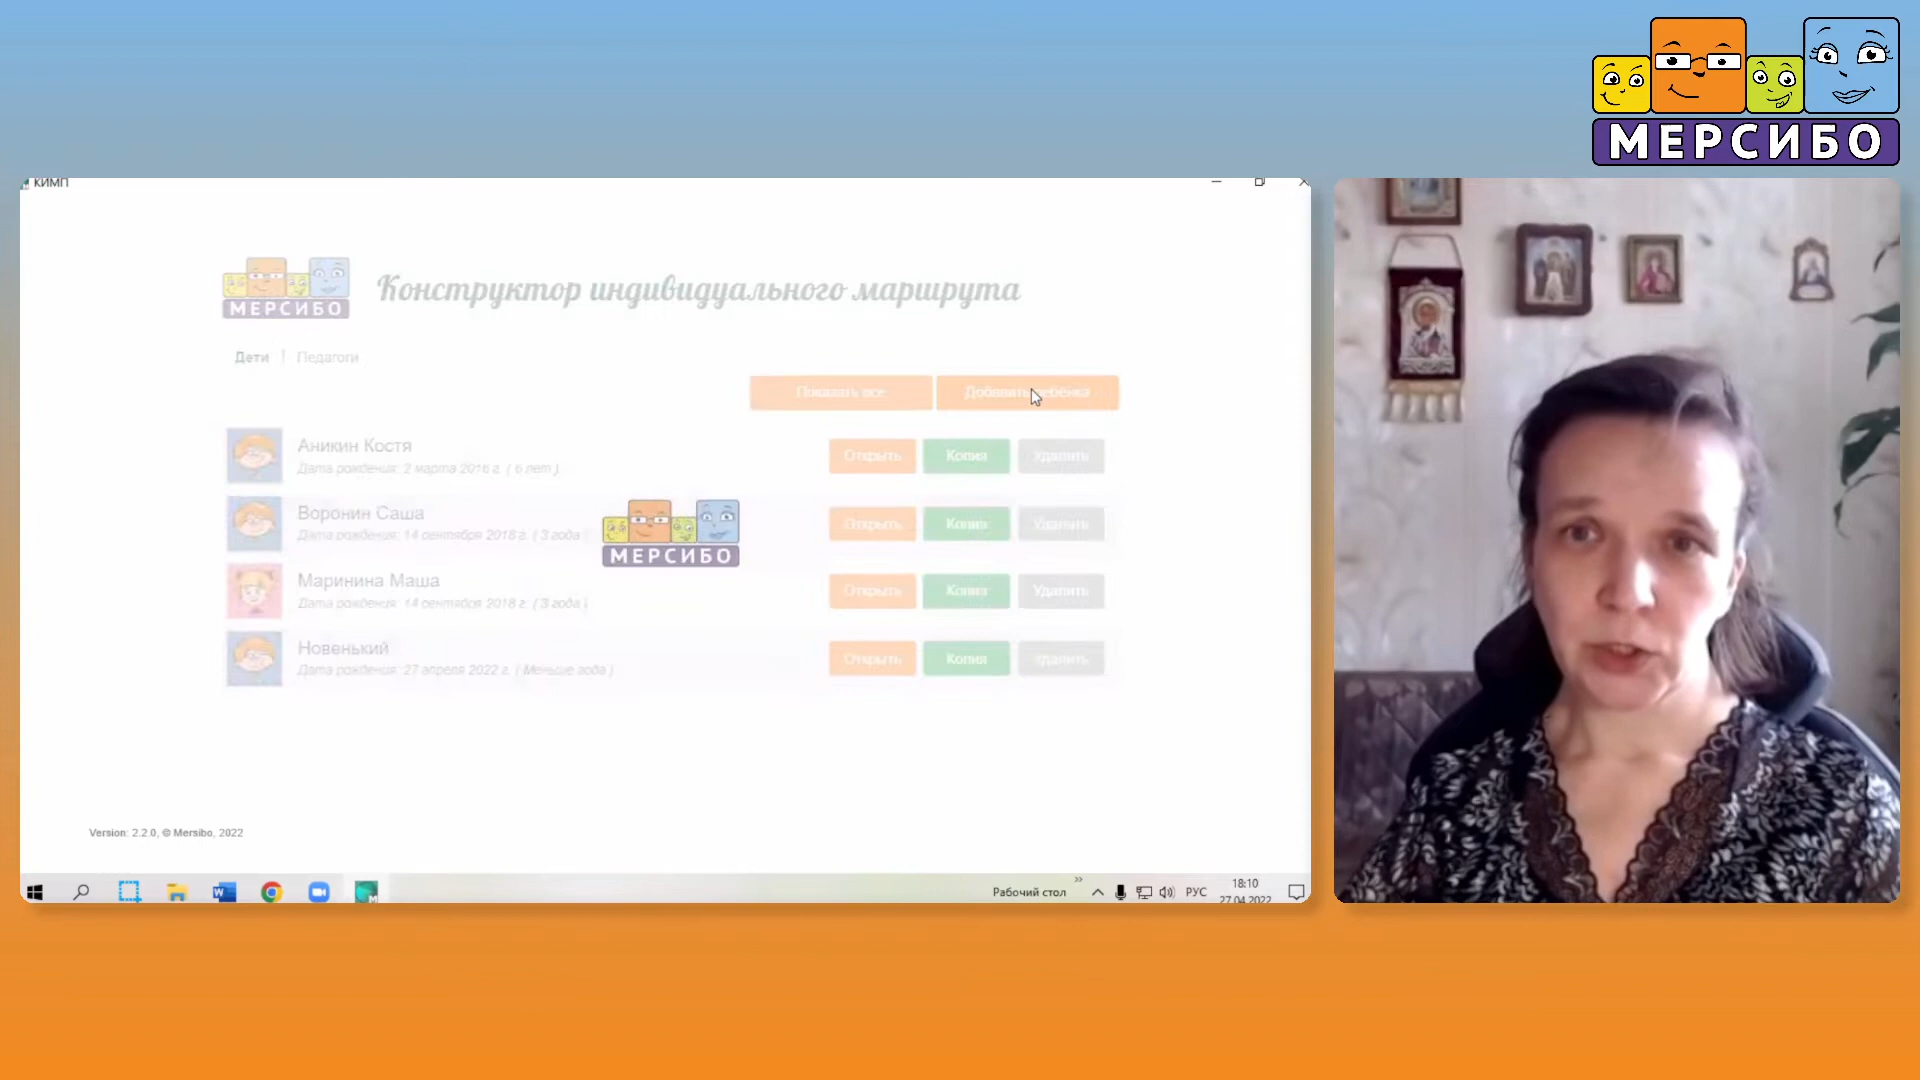 МЕРСИБО
КИМП
МЕРСИБО
Конструктор индивидуального маршрута
Дети | Педагоги
Показать все
Добавить ребёнка
Аникин Костя
Дата рождения: 2 марта 2016 г. ( 6 лет )
Открыть
Копия
Удалить
Воронин Саша
Дата рождения: 14 сентября 2018 г. ( 3 года )
Открыть
Копия
Удалить
МЕРСИБО
Маринина Маша
Дата рождения: 14 сентября 2018 г. ( 3 года )
Открыть
Копия
Удалить
Новенький
Дата рождения: 27 апреля 2022 г. ( Меньше года )
Открыть
Копия
Удалить
Version: 2.2.0, © Mersibo, 2022
Рабочий стол
РУС
18:10
27.04.2022